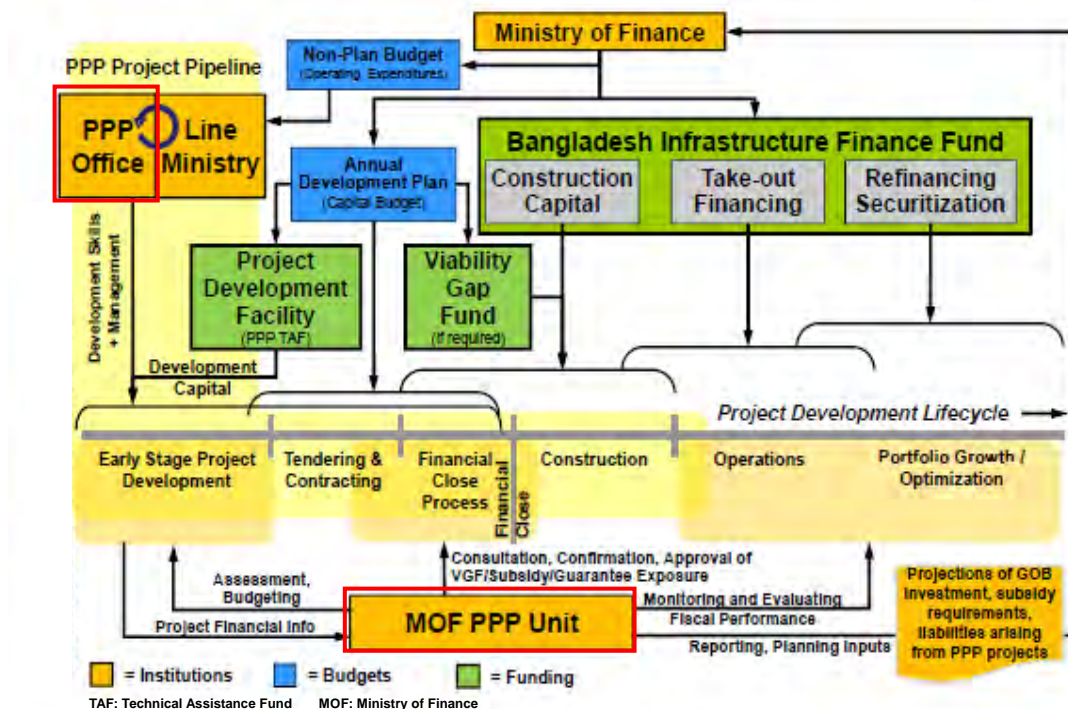 Ministry of Finance
Non-Plan Budget
(Operating Expenditures)
PPP Project Pipeline
PPP
Office
Line
Ministry
Annual
Development Plan
(Capital Budget)
Bangladesh Infrastructure Finance Fund
Construction
Capital
Take-out
Financing
Refinancing
Securitization
Development Skills
+ Management
Project
Development
Facility
(PPP TAF)
Viability
Gap
Fund
(if required)
Development
Capital
Project Development Lifecycle
Early Stage Project
Development
Tendering &
Contracting
Financial
Close
Process
Financial
Close
Construction
Operations
Portfolio Growth /
Optimization
Assessment,
Budgeting
Consultation, Confirmation, Approval of
VGF/Subsidy/Guarantee Exposure
Project Financial Info
MOF PPP Unit
Monitoring and Evaluating
Fiscal Performance
Reporting, Planning Inputs
Projections of GOB
investment, subsidy
requirements,
liabilities arising
from PPP projects
= Institutions
= Budgets
= Funding
TAF: Technical Assistance Fund MOF: Ministry of Finance